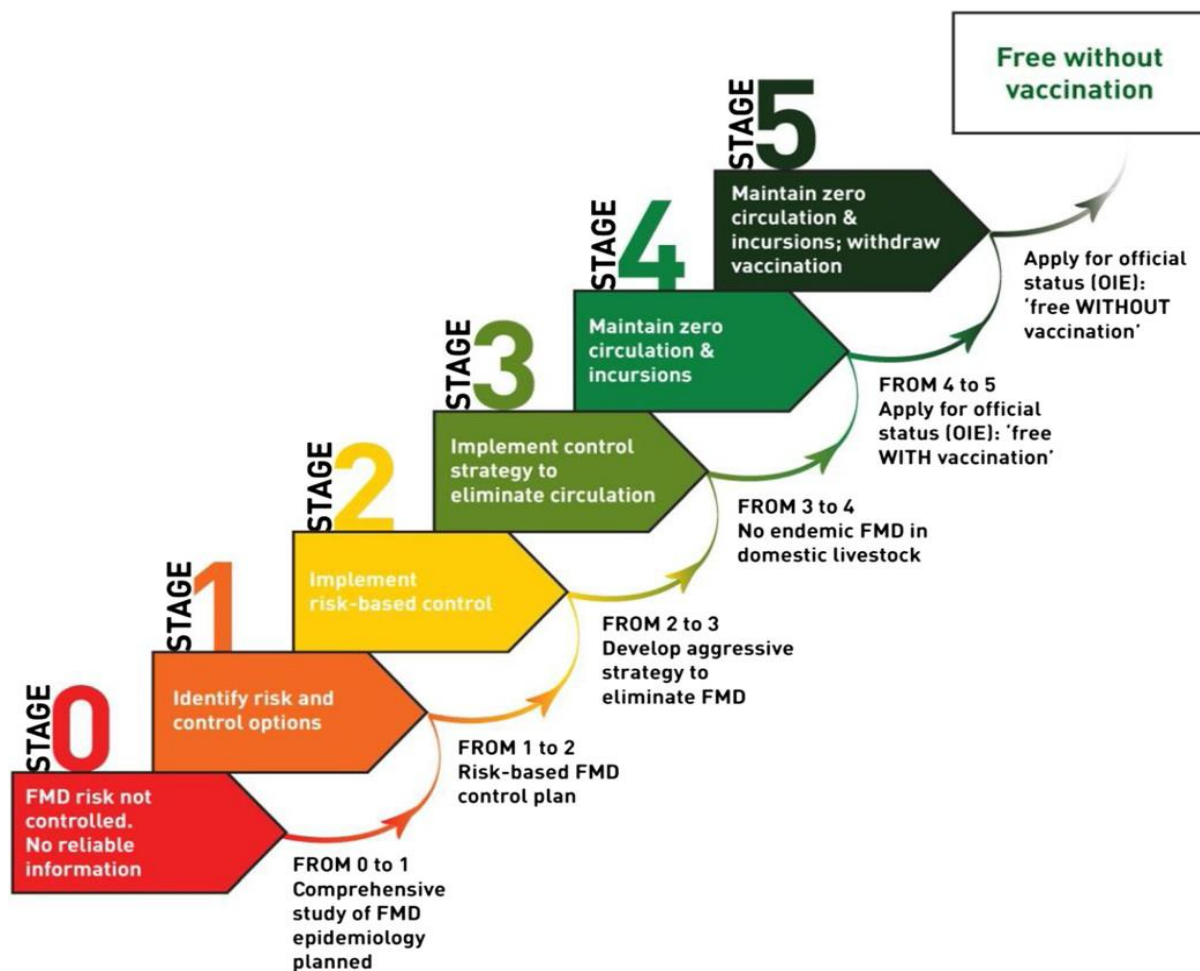 Free without
vaccination
STAGE 5
Maintain zero
circulation &
incursions; withdraw
vaccination
Apply for official
status (OIE):
‘free WITHOUT
vaccination’
STAGE 4
Maintain zero
circulation &
incursions
FROM 4 to 5
Apply for official
status (OIE): ‘free
WITH vaccination’
STAGE 3
Implement control
strategy to
eliminate circulation
FROM 3 to 4
No endemic FMD in
domestic livestock
STAGE 2
Implement
risk-based control
FROM 2 to 3
Develop aggressive
strategy to
eliminate FMD
STAGE 1
Identify risk and
control options
FROM 1 to 2
Risk-based FMD
control plan
STAGE 0
FMD risk not
controlled.
No reliable
information
FROM 0 to 1
Comprehensive
study of FMD
epidemiology
planned